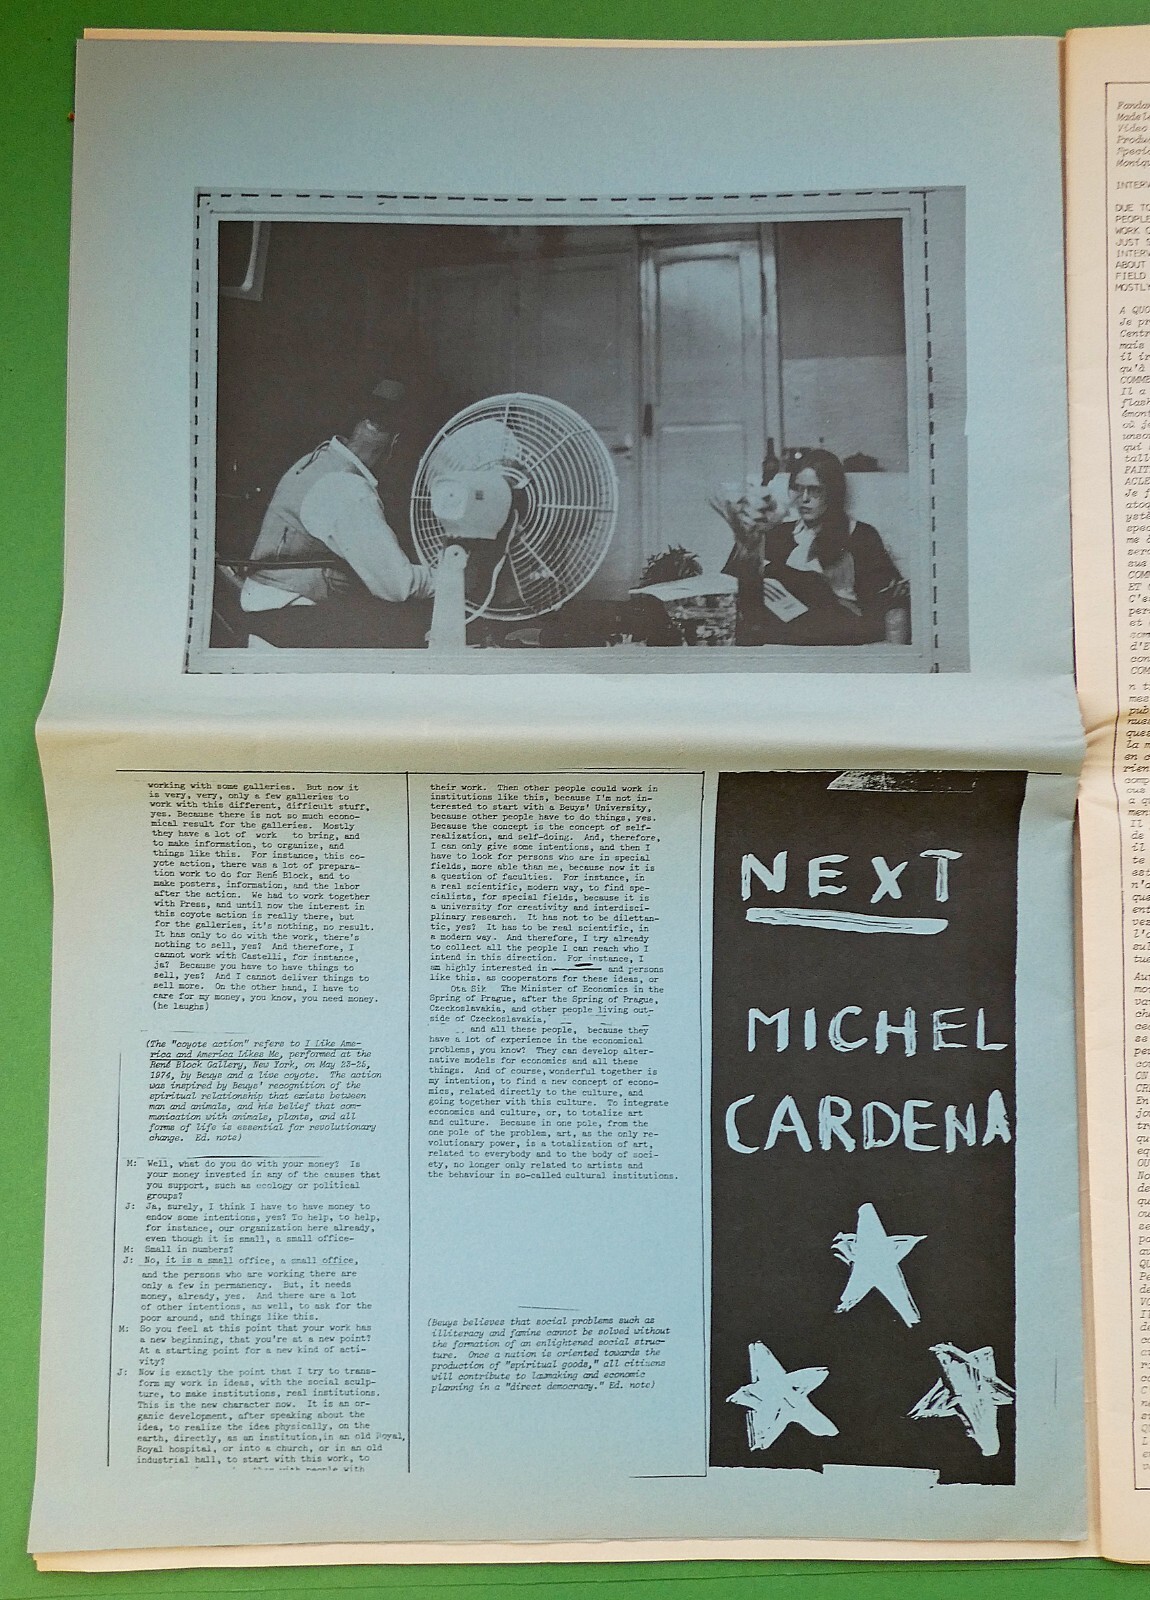 working with some galleries.  But now it
is very, very, only a few galleries to
work with this different, difficult stuff,
yes. Because there is not so much econo-
mical result for the galleries.  Mostly
they have a lot of  work  to bring, and
to make information, to organize, and
things like this.  For instance, this co-
yote action, there was a lot of prepara-
tion work to do for René Block, and to
make posters, information, and the labor
after the action.  We had to work together
with Press, and until now the interest in
this coyote action is really there, but
for the galleries, it's nothing, no result.
It has only to do with the work, there's
nothing to sell, yes?  And therefore, I
cannot work with Castelli, for instance,
ja?  Because you have to have things to
sell, yes?  And I cannot deliver things to
sell more.  On the other hand, I have to
care for my money, you know, you need money.
(he laughs)
(The "coyote action" refers to I Like Ame-
rica and America Likes Me, performed at the
René Block Gallery, New York, on May 23-25,
1974, by Beuys and a live coyote.  The action
was inspired by Beuys' recognition of the
spiritual relationship that exists between
man and animals, and his belief that com-
munication with animals, plants, and all
forms of life is essential for revolutionary
change.  Ed. note)
M: Well, what do you do with your money?  Is
your money invested in any of the causes that
you support, such as ecology or political
groups?
J: Ja, surely, I think I have to have money to
endow some intentions, yes? To help, to help,
for instance, our organization here already,
even though it is small, a small office-
M: Small in numbers?
J: No, it is a small office, a small office,
and the persons who are working there are
only a few in permanency.  But, it needs
money, already, yes.  And there are a lot
of other intentions, as well, to ask for the
poor around, and things like this.
M: So you feel at this point that your work has
a new beginning, that you're at a new point?
At a starting point for a new kind of acti-
vity?
J: Now is exactly the point that I try to trans-
form my work in ideas, with the social sculp-
ture, to make institutions, real institutions.
This is the new character now.  It is an or-
ganic development, after speaking about the
idea, to realize the idea physically, on the
earth, directly, as an institution,in an old Royal,
Royal hospital, or into a church, or in an old
industrial hall, to start with this work, to
their work.  Then other people could work in
institutions like this, because I'm not in-
terested to start with a Beuys' University,
because other people have to do things, yes.
Because the concept is the concept of self-
realization, and self-doing.  And, therefore,
I can only give some intentions, and then I
have to look for persons who are in special
fields, more able than me, because now it is
a question of faculties.  For instance, in
a real scientific, modern way, to find spe-
cialists, for special fields, because it is
a university for creativity and interdisci-
plinary research.  It has not to be dilettan-
tic, yes?  It has to be real scientific, in
a modern way.  And therefore, I try already
to collect all the people I can reach who I
intend in this direction.  For instance, I
am highly interested in and persons
like this, as cooperators for these ideas, or
Ota Sik  The Minister of Economics in the
Spring of Prague, after the Spring of Prague,
Czeckoslavakia, and other people living out-
side of Czeckoslavakia,
and all these people, because they
have a lot of experience in the economical
problems, you know?  They can develop alter-
native models for economics and all these
things.  And of course, wonderful together is
my intention, to find a new concept of econo-
mics, related directly to the culture, and
going together with this culture.  To integrate
economics and culture, or, to totalize art
and culture.  Because in one pole, from the
one pole of the problem, art, as the only re-
volutionary power, is a totalization of art,
related to everybody and to the body of soci-
ety, no longer only related to artists and
the behaviour in so-called cultural institutions.
(Beuys believes that social problems such as
illiteracy and famine cannot be solved without
the formation of an enlightened social struc-
ture.  Once a nation is oriented towards the
production of "spiritual goods," all citizens
will contribute to lawmaking and economic
planning in a "direct democracy." Ed. note)
NEXT
MICHEL
CARDENA
DUE TO
PEOPLE
JUST
ABOUT
FIELD
MOSTLY